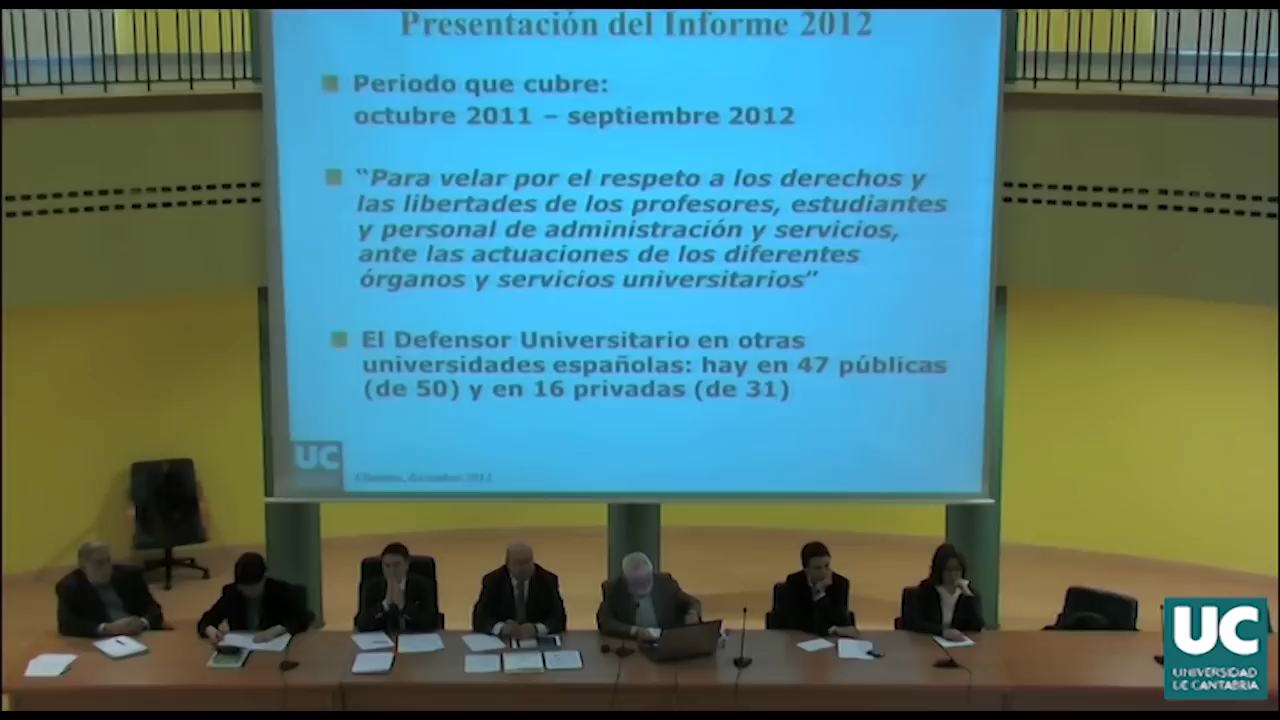 Presentación del Informe 2012
Periodo que cubre:
octubre 2011 – septiembre 2012
“Para velar por el respeto a los derechos y
las libertades de los profesores, estudiantes
y personal de administración y servicios,
ante las actuaciones de los diferentes
órganos y servicios universitarios”
El Defensor Universitario en otras
universidades españolas: hay en 47 públicas
(de 50) y en 16 privadas (de 31)
UC
diciembre 2012
UC
UNIVERSIDAD
DE CANTABRIA